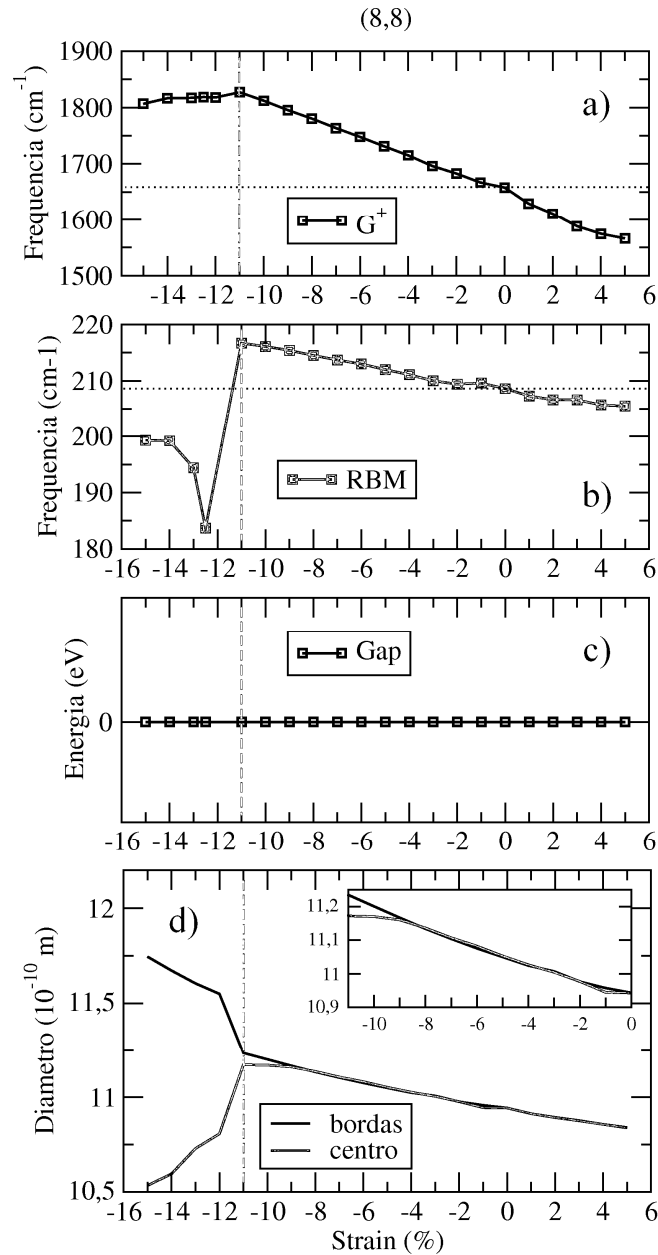 (8,8)
1900
1800
1700
1600
1500
Frequencia (cm⁻¹)
a)
G⁺
-14 -12 -10 -8 -6 -4 -2 0 2 4 6
220
210
200
190
180
Frequencia (cm-1)
RBM
b)
-16 -14 -12 -10 -8 -6 -4 -2 0 2 4 6
Energia (eV)
0
Gap
c)
-16 -14 -12 -10 -8 -6 -4 -2 0 2 4 6
12
11,5
11
10,5
Diametro (10⁻¹⁰ m)
d)
11,2
11,1
11
10,9
-10 -8 -6 -4 -2 0
bordas
centro
-16 -14 -12 -10 -8 -6 -4 -2 0 2 4 6
Strain (%)